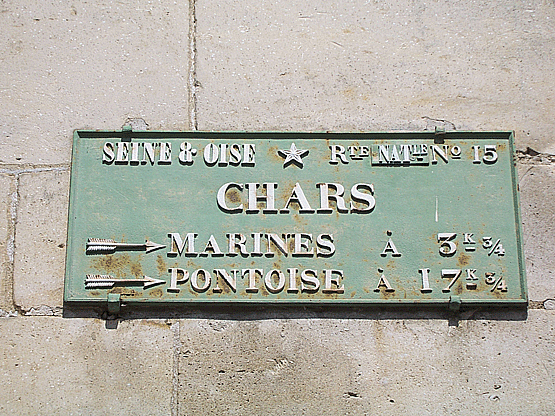 SEINE & OISE ★ RTE NATLE NO 15
CHARS
MARINES À 3K ¾
PONTOISE À 17K ¾